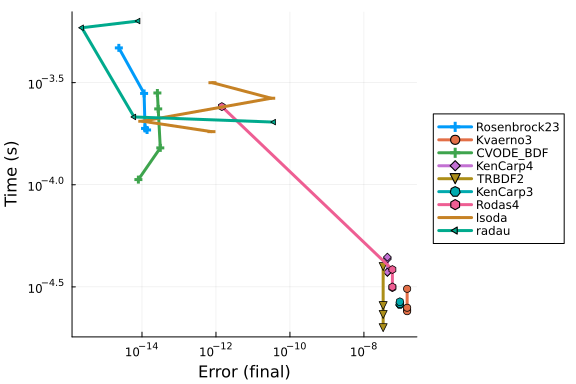 Time (s)
10^−3.5
10^−4.0
10^−4.5
10^−14
10^−12
10^−10
10^−8
Error (final)
Rosenbrock23
Kvaerno3
CVODE_BDF
KenCarp4
TRBDF2
KenCarp3
Rodas4
lsoda
radau